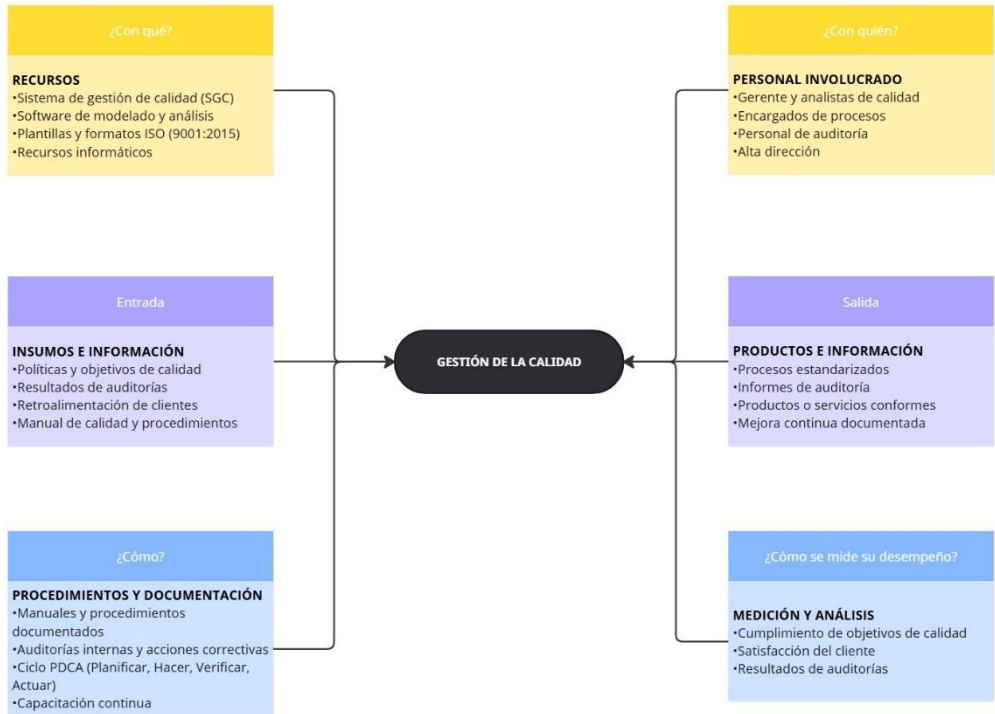 ¿Con qué?
RECURSOS
•Sistema de gestión de calidad (SGC)
•Software de modelado y análisis
•Plantillas y formatos ISO (9001:2015)
•Recursos informáticos
¿Con quién?
PERSONAL INVOLUCRADO
•Gerente y analistas de calidad
•Encargados de procesos
•Personal de auditoría
•Alta dirección
Entrada
INSUMOS E INFORMACIÓN
•Políticas y objetivos de calidad
•Resultados de auditorías
•Retroalimentación de clientes
•Manual de calidad y procedimientos
GESTIÓN DE LA CALIDAD
Salida
PRODUCTOS E INFORMACIÓN
•Procesos estandarizados
•Informes de auditoría
•Productos o servicios conformes
•Mejora continua documentada
¿Cómo?
PROCEDIMIENTOS Y DOCUMENTACIÓN
•Manuales y procedimientos
documentados
•Auditorías internas y acciones correctivas
•Ciclo PDCA (Planificar, Hacer, Verificar,
Actuar)
•Capacitación continua
¿Cómo se mide su desempeño?
MEDICIÓN Y ANÁLISIS
•Cumplimiento de objetivos de calidad
•Satisfacción del cliente
•Resultados de auditorías